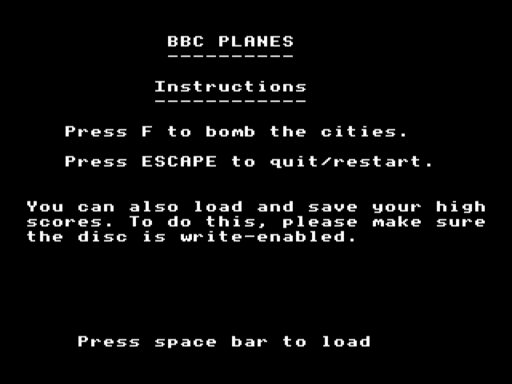 BBC PLANES
----------
Instructions
------------
Press F to bomb the cities.
Press ESCAPE to quit/restart.
You can also load and save your high
scores. To do this, please make sure
the disc is write-enabled.
Press space bar to load